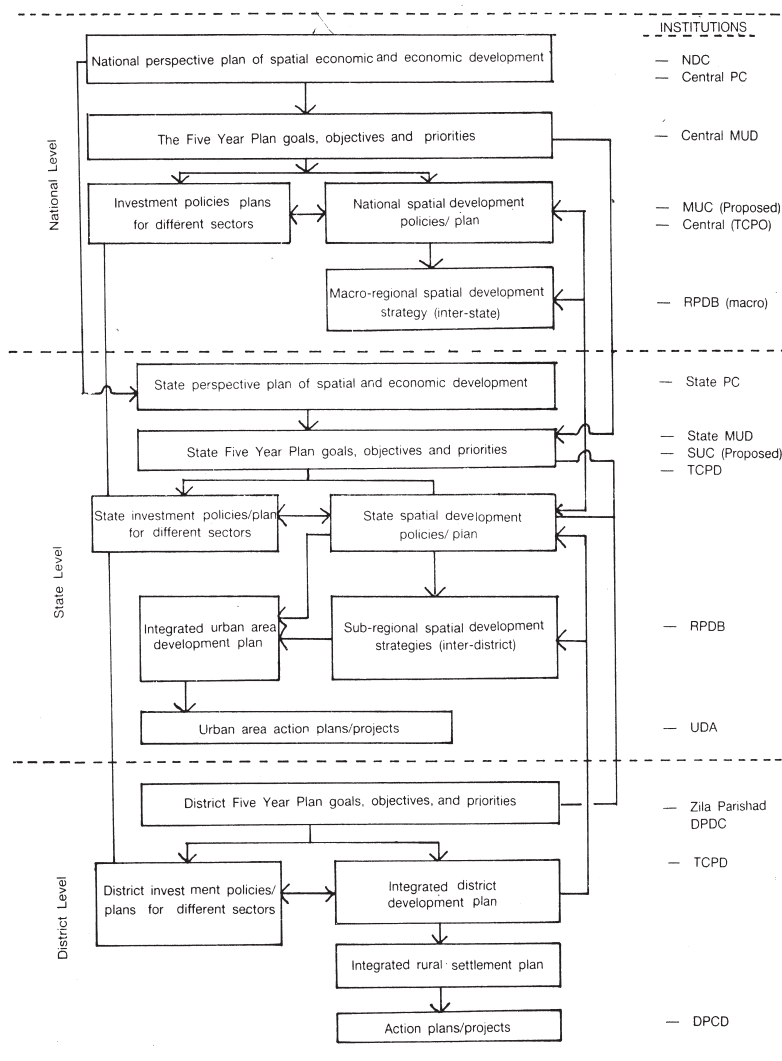 INSTITUTIONS
National perspective plan of spatial economic and economic development
— NDC
— Central PC
The Five Year Plan goals, objectives and priorities
— Central MUD
National Level
Investment policies plans
for different sectors
National spatial development
policies/ plan
— MUC (Proposed)
— Central (TCPO)
Macro-regional spatial development
strategy (inter-state)
— RPDB (macro)
State perspective plan of spatial and economic development
— State PC
State Five Year Plan goals, objectives and priorities
— State MUD
— SUC (Proposed)
— TCPD
State Level
State investment policies/plan
for different sectors
State spatial development
policies/ plan
Integrated urban area
development plan
Sub-regional spatial development
strategies (inter-district)
— RPDB
Urban area action plans/projects
— UDA
District Five Year Plan goals, objectives, and priorities
— Zila Parishad
DPDC
District Level
District invest ment policies/
plans for different sectors
Integrated district
development plan
— TCPD
Integrated rural settlement plan
Action plans/projects
— DPCD